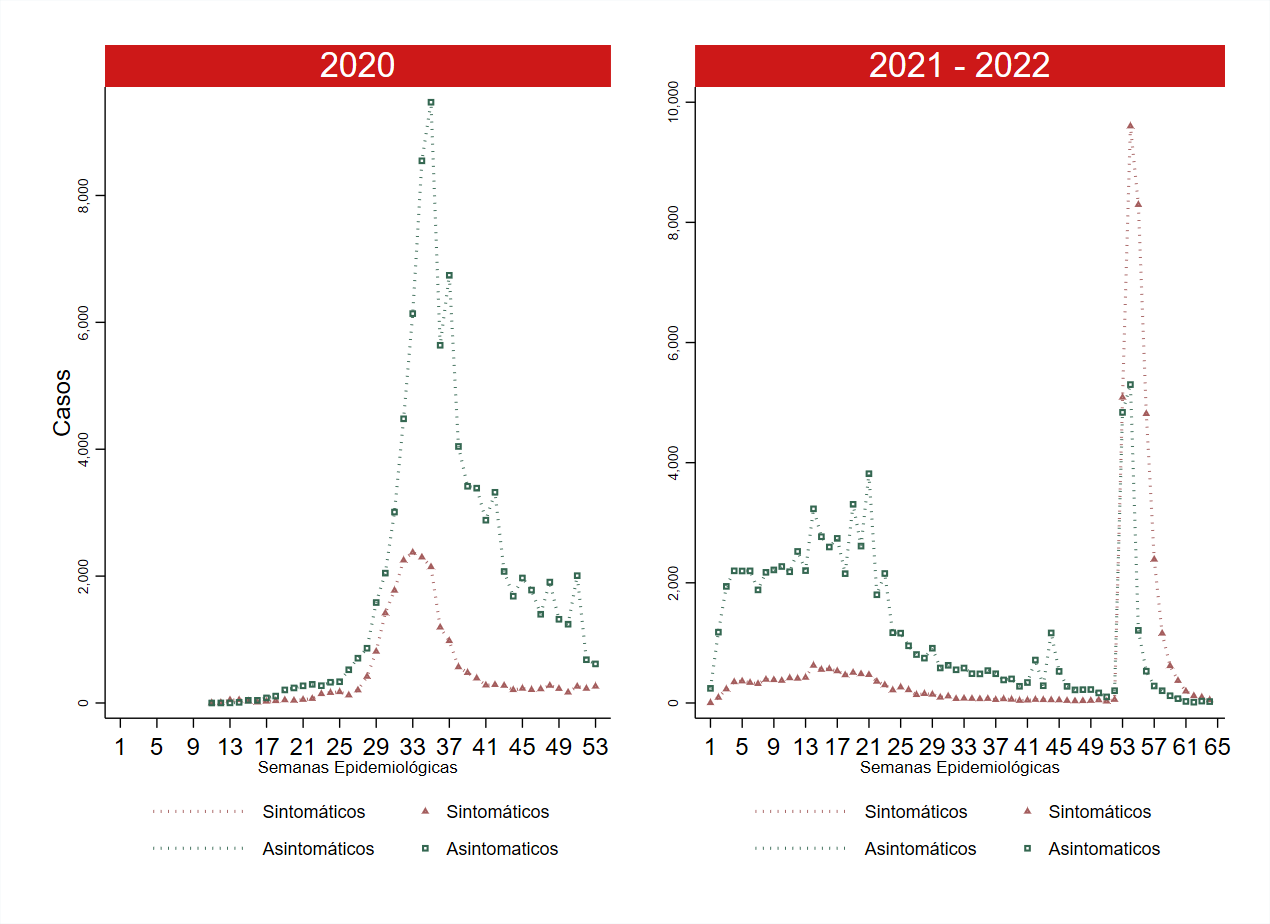 2020
8,000
6,000
4,000
2,000
0
Casos
1 5 9 13 17 21 25 29 33 37 41 45 49 53
Semanas Epidemiológicas
Sintomáticos Sintomáticos
Asintomáticos Asintomaticos
2021 - 2022
10,000
8,000
6,000
4,000
2,000
0
1 5 9 13 17 21 25 29 33 37 41 45 49 53 57 61 65
Semanas Epidemiológicas
Sintomáticos Sintomáticos
Asintomáticos Asintomaticos